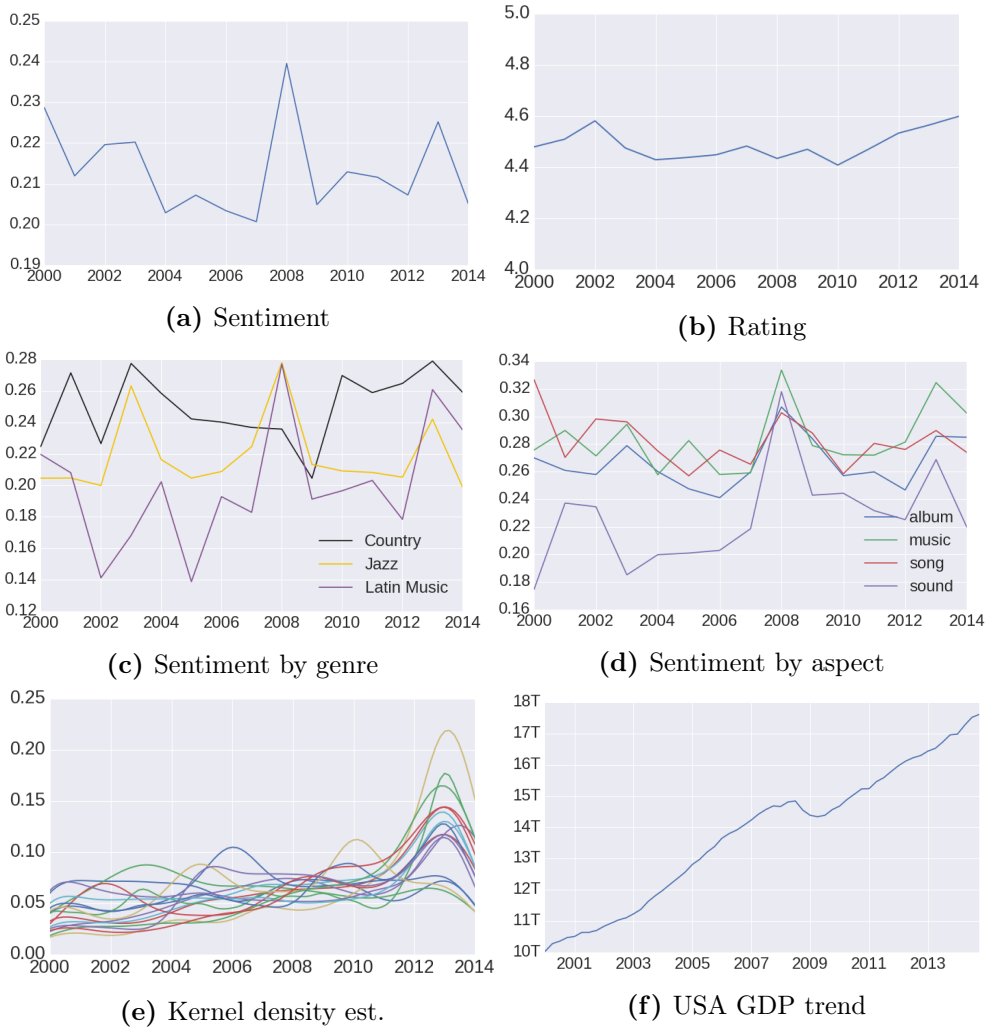 0.25
0.24
0.23
0.22
0.21
0.20
0.19
2000 2002 2004 2006 2008 2010 2012 2014
(a) Sentiment
5.0
4.8
4.6
4.4
4.2
4.0
2000 2002 2004 2006 2008 2010 2012 2014
(b) Rating
0.28
0.26
0.24
0.22
0.20
0.18
0.16
0.14
0.12
Country
Jazz
Latin Music
2000 2002 2004 2006 2008 2010 2012 2014
(c) Sentiment by genre
0.34
0.32
0.30
0.28
0.26
0.24
0.22
0.20
0.18
0.16
album
music
song
sound
2000 2002 2004 2006 2008 2010 2012 2014
(d) Sentiment by aspect
0.25
0.20
0.15
0.10
0.05
0.00
2000 2002 2004 2006 2008 2010 2012 2014
(e) Kernel density est.
18T
17T
16T
15T
14T
13T
12T
11T
10T
2001 2003 2005 2007 2009 2011 2013
(f) USA GDP trend